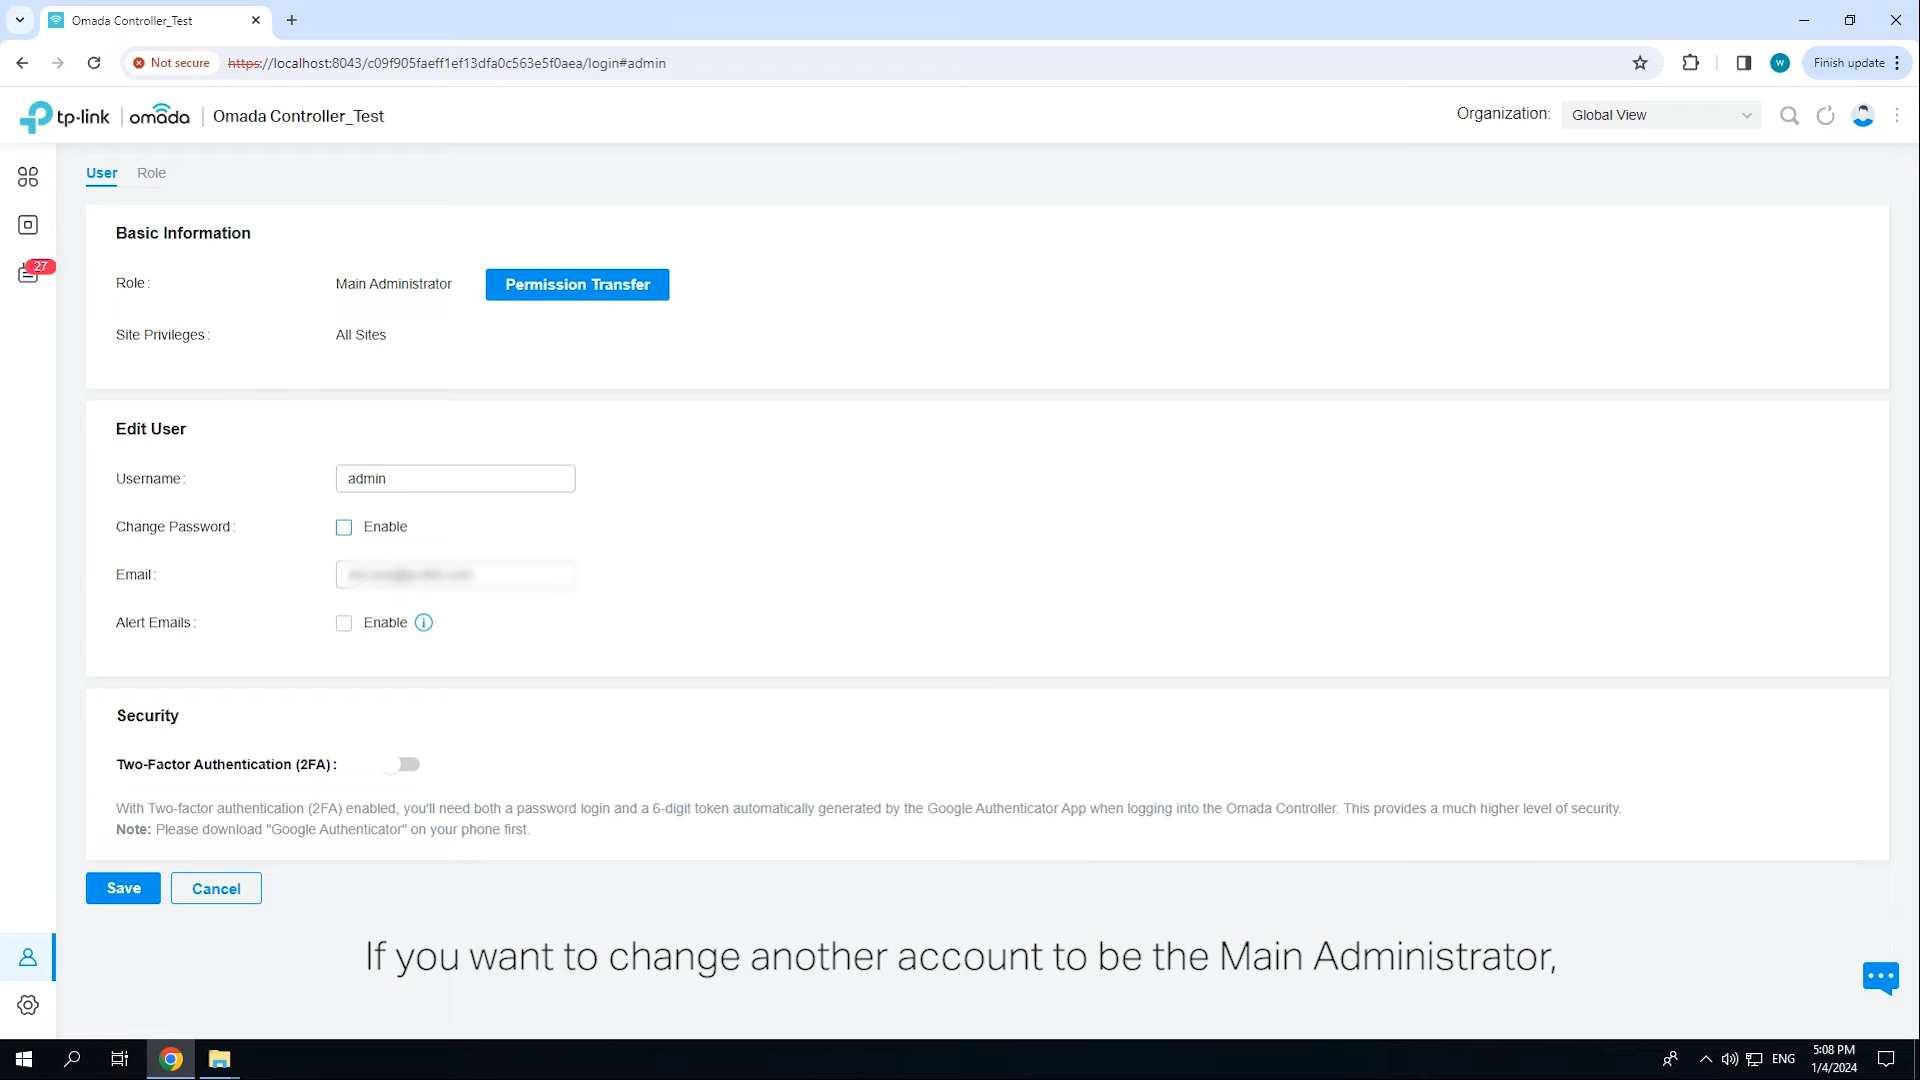 Omada Controller_Test
Not secure
https://localhost:8043/c09f905faeff1ef13dfa0c563e5f0aea/login#admin
W
Finish update
tp-link
omada
Omada Controller_Test
Organization:
Global View
User
Role
27
Basic Information
Role:
Main Administrator
Permission Transfer
Site Privileges:
All Sites
Edit User
Username:
admin
Change Password:
Enable
Email:
Alert Emails:
Enable
Security
Two-Factor Authentication (2FA):
With Two-factor authentication (2FA) enabled, you'll need both a password login and a 6-digit token automatically generated by the Google Authenticator App when logging into the Omada Controller. This provides a much higher level of security.
Note: Please download "Google Authenticator" on your phone first.
Save
Cancel
If you want to change another account to be the Main Administrator,
ENG
5:08 PM
1/4/2024